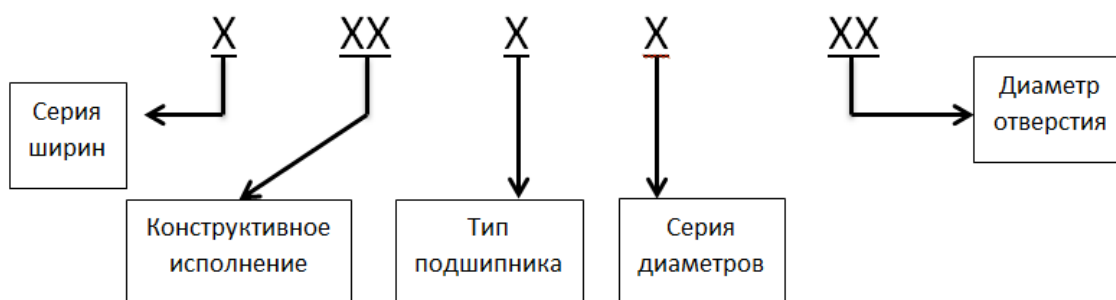 X XX X X XX
Серия
ширин
Диаметр
отверстия
Конструктивное
исполнение
Тип
подшипника
Серия
диаметров